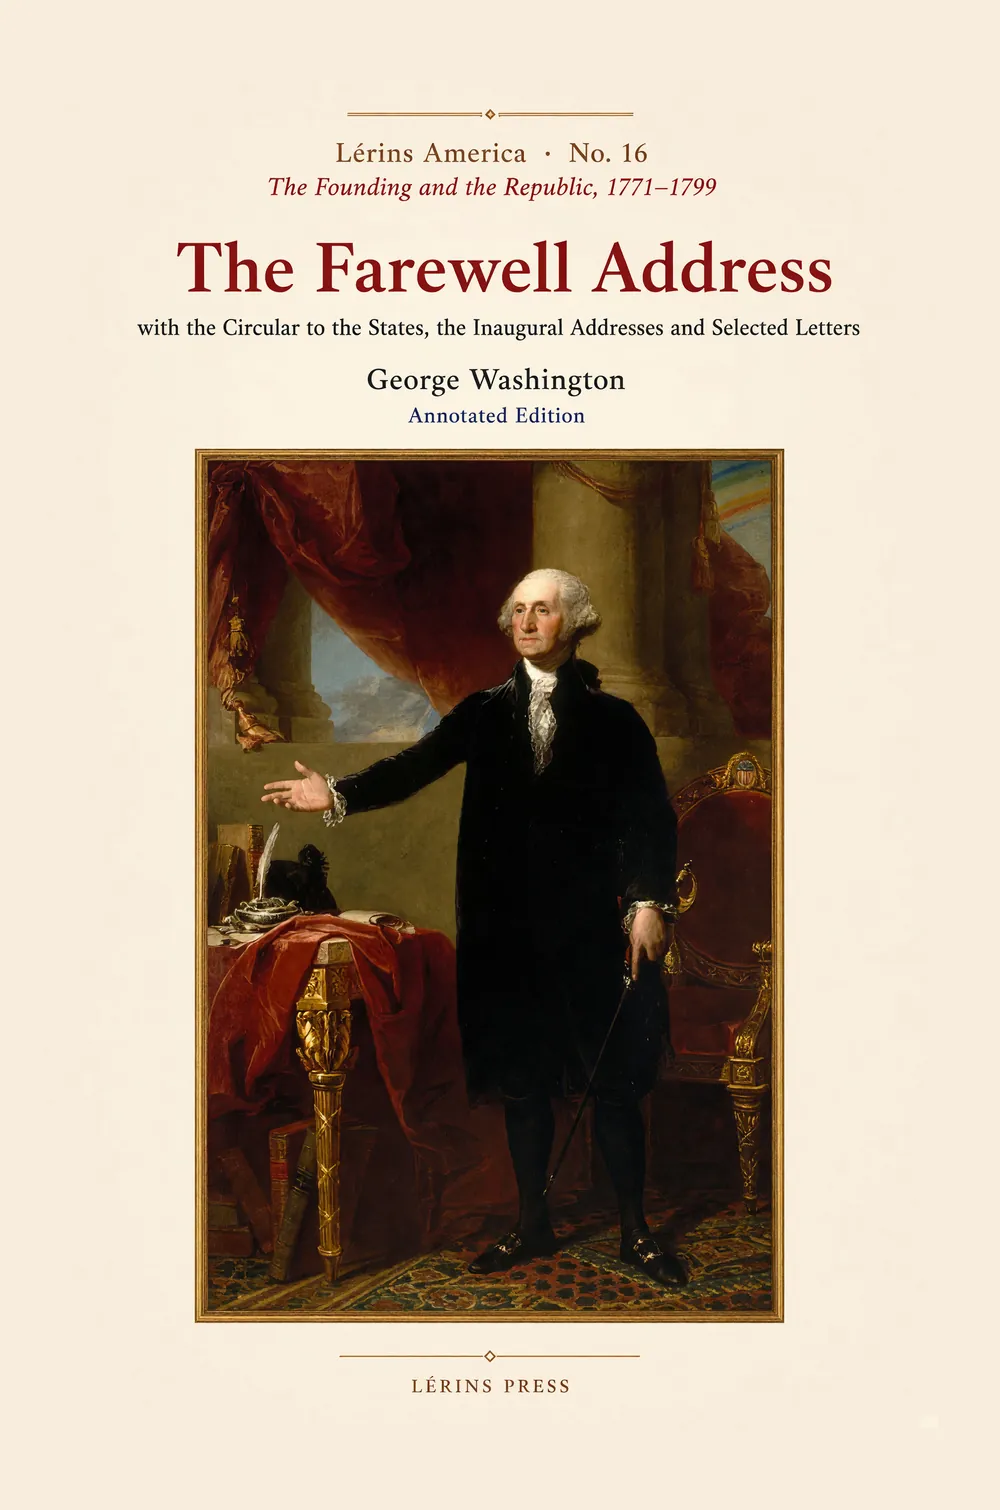 Lérins America · No. 16
The Founding and the Republic, 1771–1799
The Farewell Address
with the Circular to the States, the Inaugural Addresses and Selected Letters
George Washington
Annotated Edition
LÉRINS PRESS